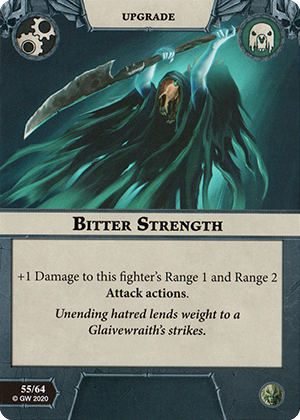 UPGRADE
BITTER STRENGTH
+1 Damage to this fighter's Range 1 and Range 2
Attack actions.
Unending hatred lends weight to a
Glaivewraith's strikes.
55/64
© GW 2020